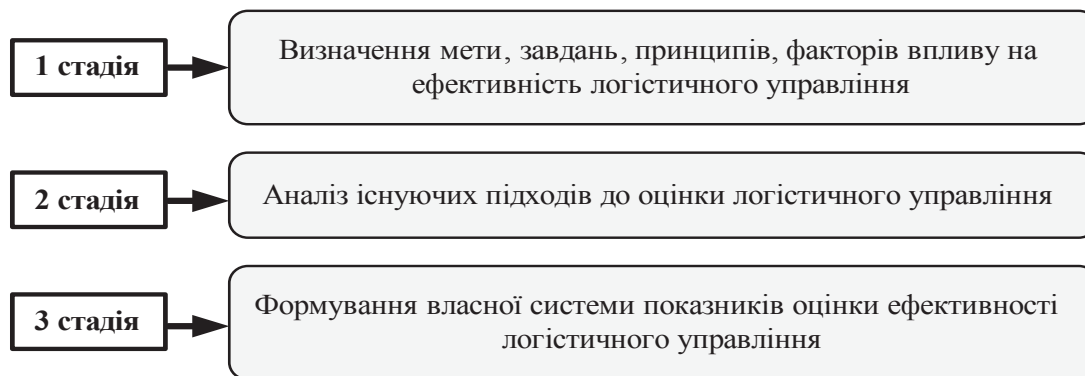 1 стадія
Визначення мети, завдань, принципів, факторів впливу на
ефективність логістичного управління
2 стадія
Аналіз існуючих підходів до оцінки логістичного управління
3 стадія
Формування власної системи показників оцінки ефективності
логістичного управління